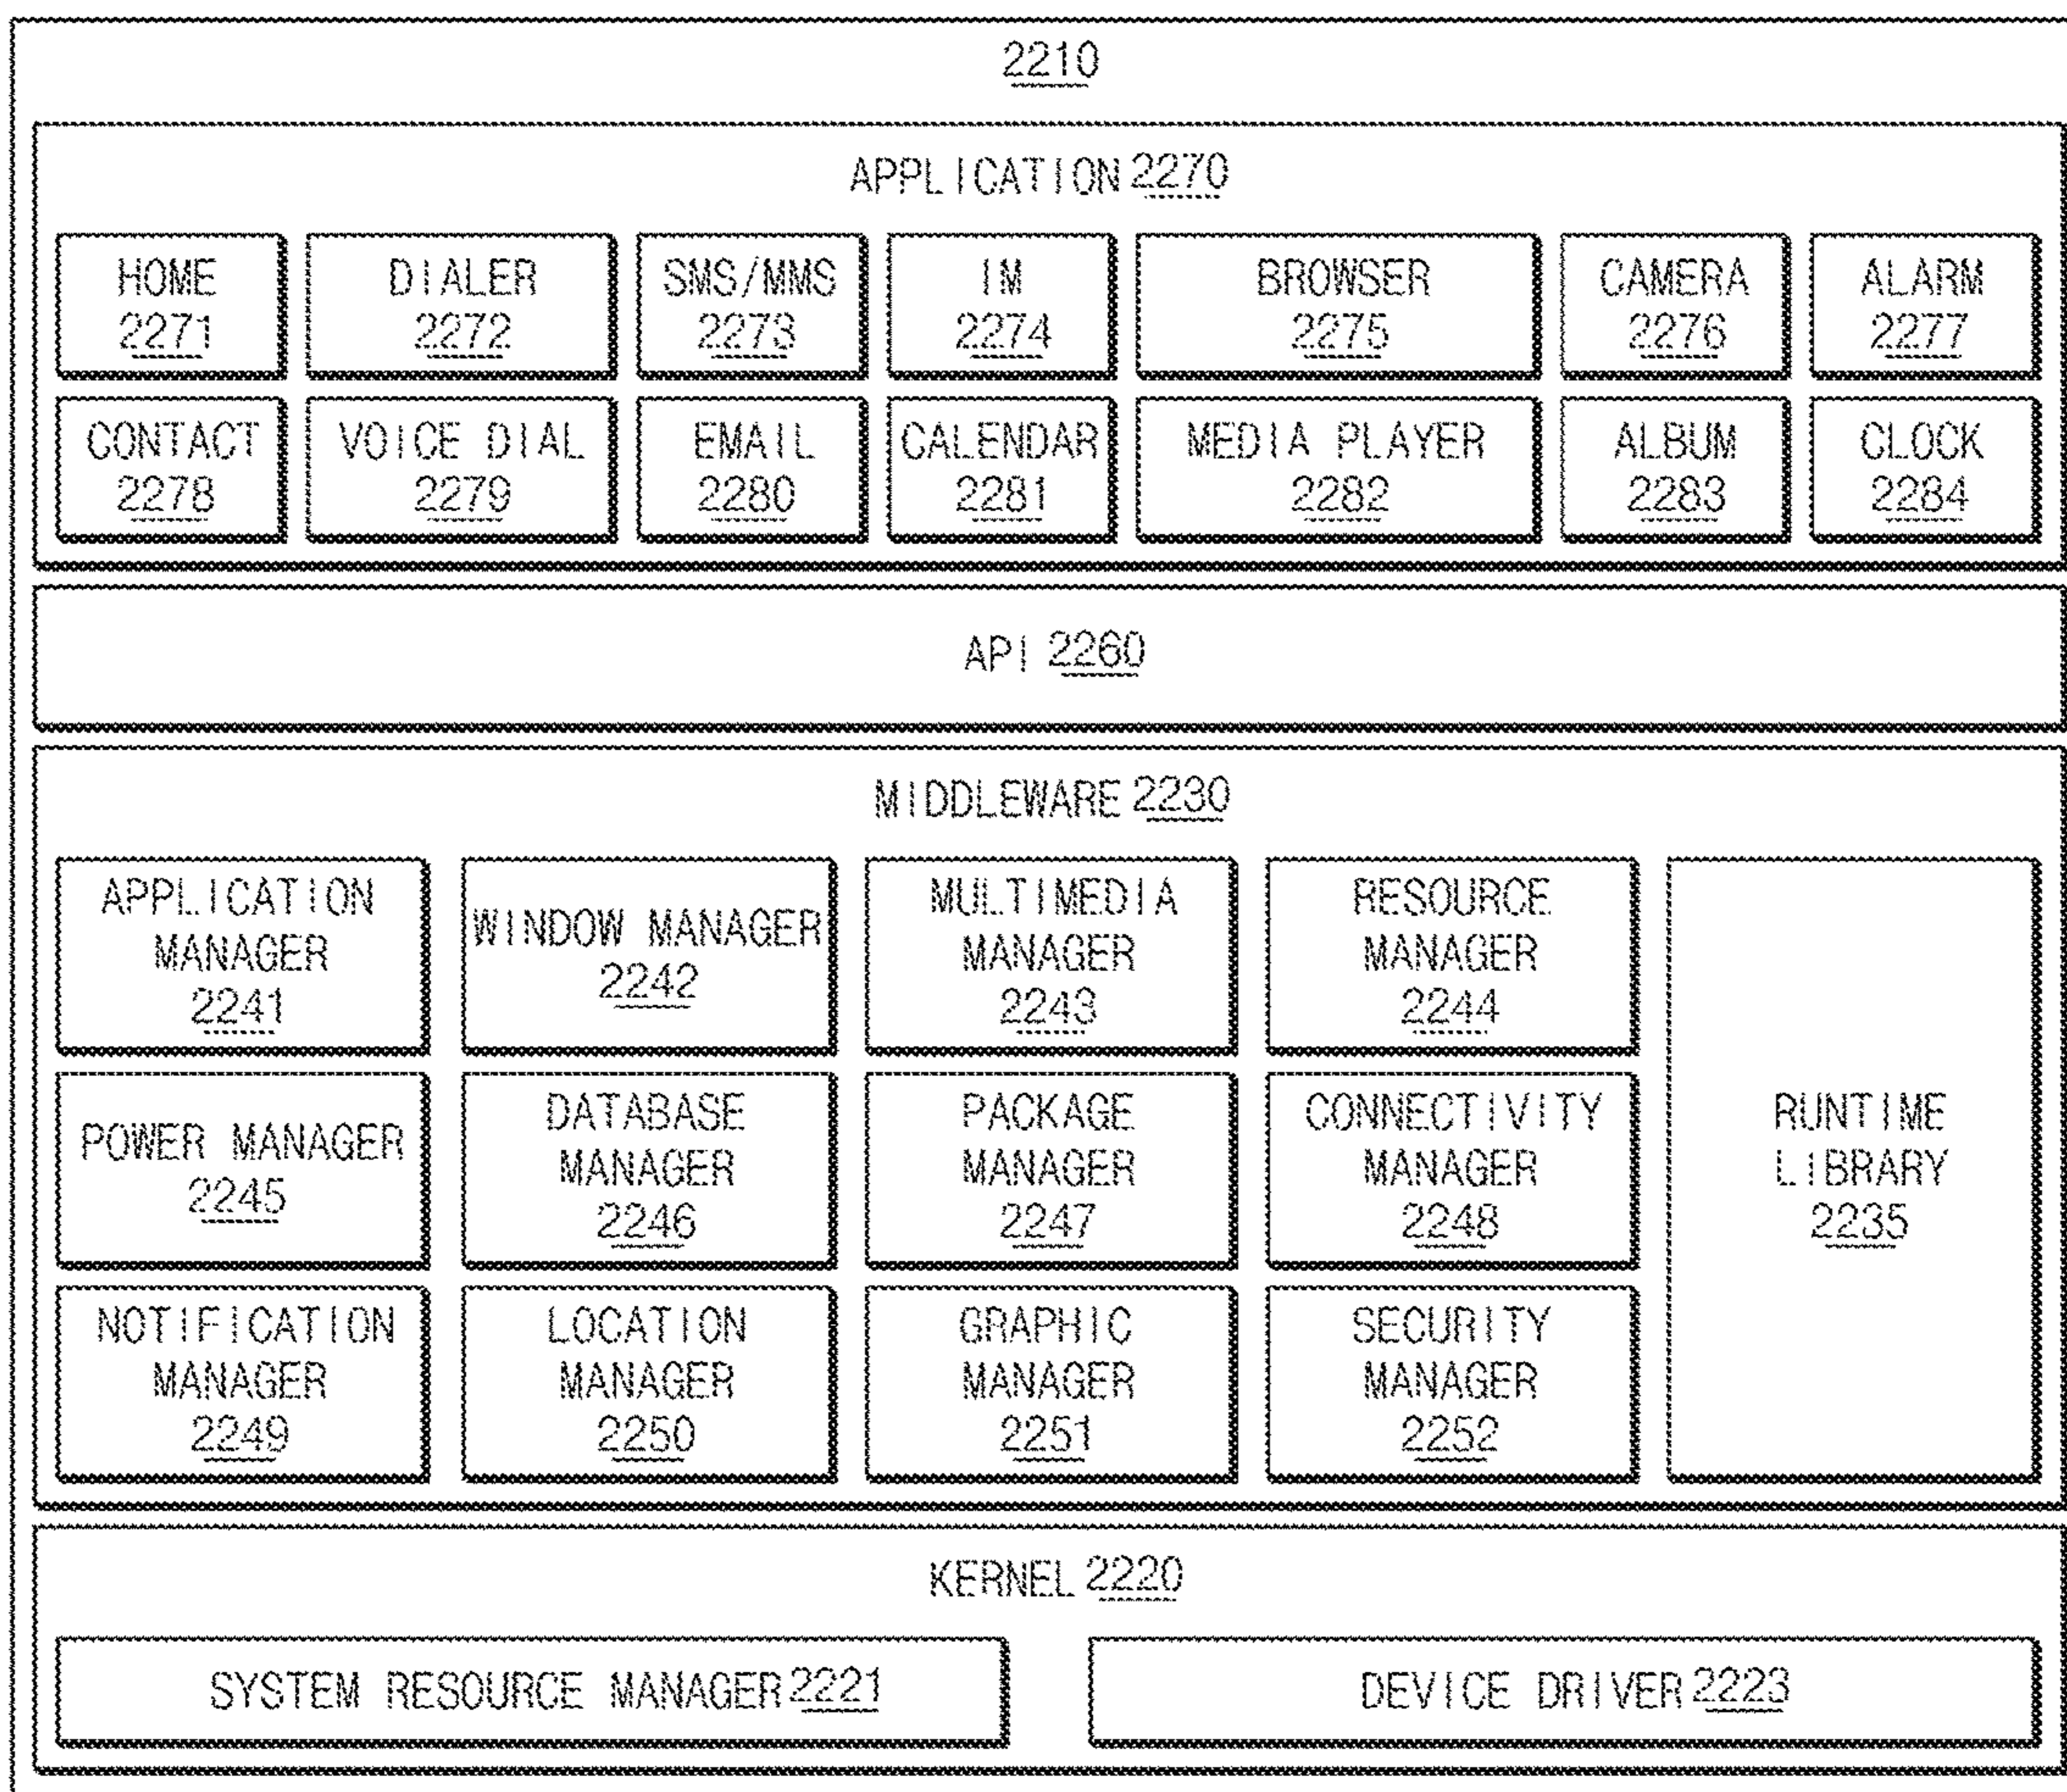 2210
APPLICATION 2270
HOME
2271
DIALER
2272
SMS/MMS
2273
IM
2274
BROWSER
2275
CAMERA
2276
ALARM
2277
CONTACT
2278
VOICE DIAL
2279
EMAIL
2280
CALENDAR
2281
MEDIA PLAYER
2282
ALBUM
2283
CLOCK
2284
API 2260
MIDDLEWARE 2230
APPLICATION
MANAGER
2241
WINDOW MANAGER
2242
MULTIMEDIA
MANAGER
2243
RESOURCE
MANAGER
2244
POWER MANAGER
2245
DATABASE
MANAGER
2246
PACKAGE
MANAGER
2247
CONNECTIVITY
MANAGER
2248
RUNTIME
LIBRARY
2235
NOTIFICATION
MANAGER
2249
LOCATION
MANAGER
2250
GRAPHIC
MANAGER
2251
SECURITY
MANAGER
2252
KERNEL 2220
SYSTEM RESOURCE MANAGER 2221
DEVICE DRIVER 2223